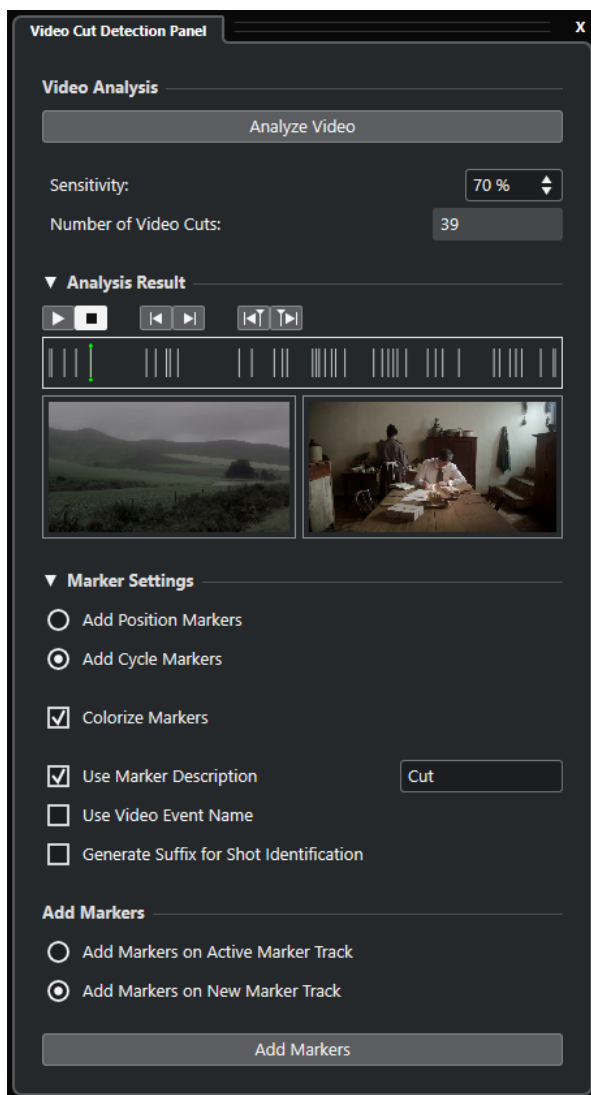 Video Cut Detection Panel
X
Video Analysis
Analyze Video
Sensitivity: 70 %
Number of Video Cuts: 39
Analysis Result
Marker Settings
Add Position Markers
Add Cycle Markers
Colorize Markers
Use Marker Description Cut
Use Video Event Name
Generate Suffix for Shot Identification
Add Markers
Add Markers on Active Marker Track
Add Markers on New Marker Track
Add Markers